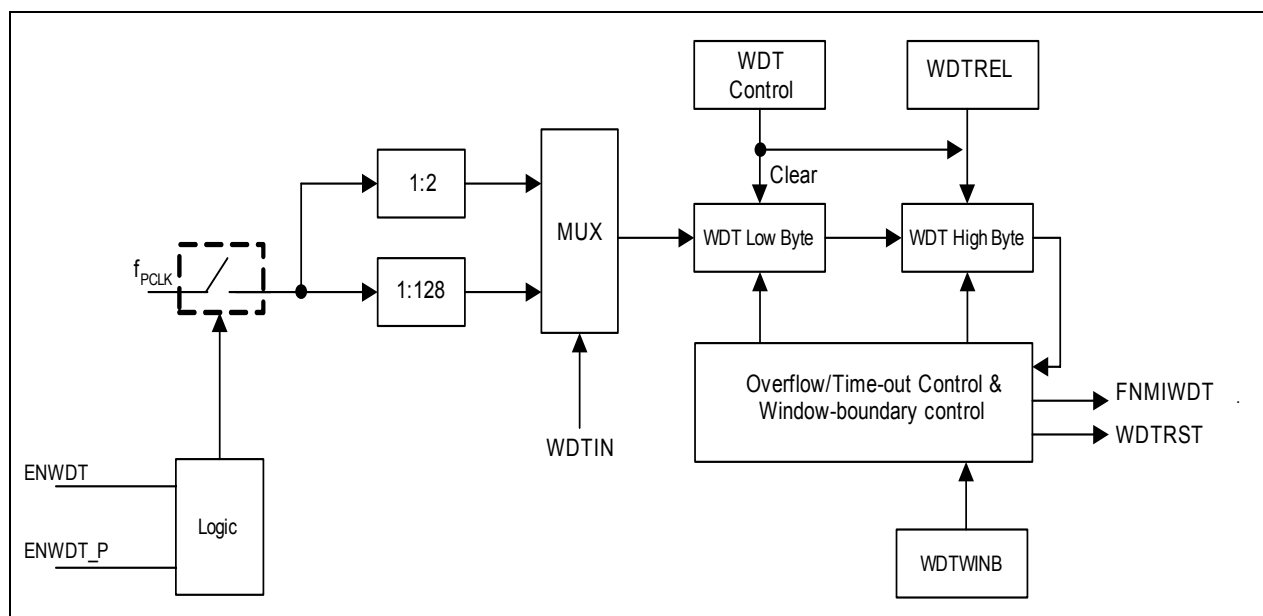 WDT
Control
WDTREL
1:2
Clear
MUX
WDT Low Byte
WDT High Byte
fPCLK
1:128
Overflow/Time-out Control &
Window-boundary control
FNMIWDT
.
WDTIN
WDTRST
ENWDT
Logic
ENWDT_P
WDTWINB